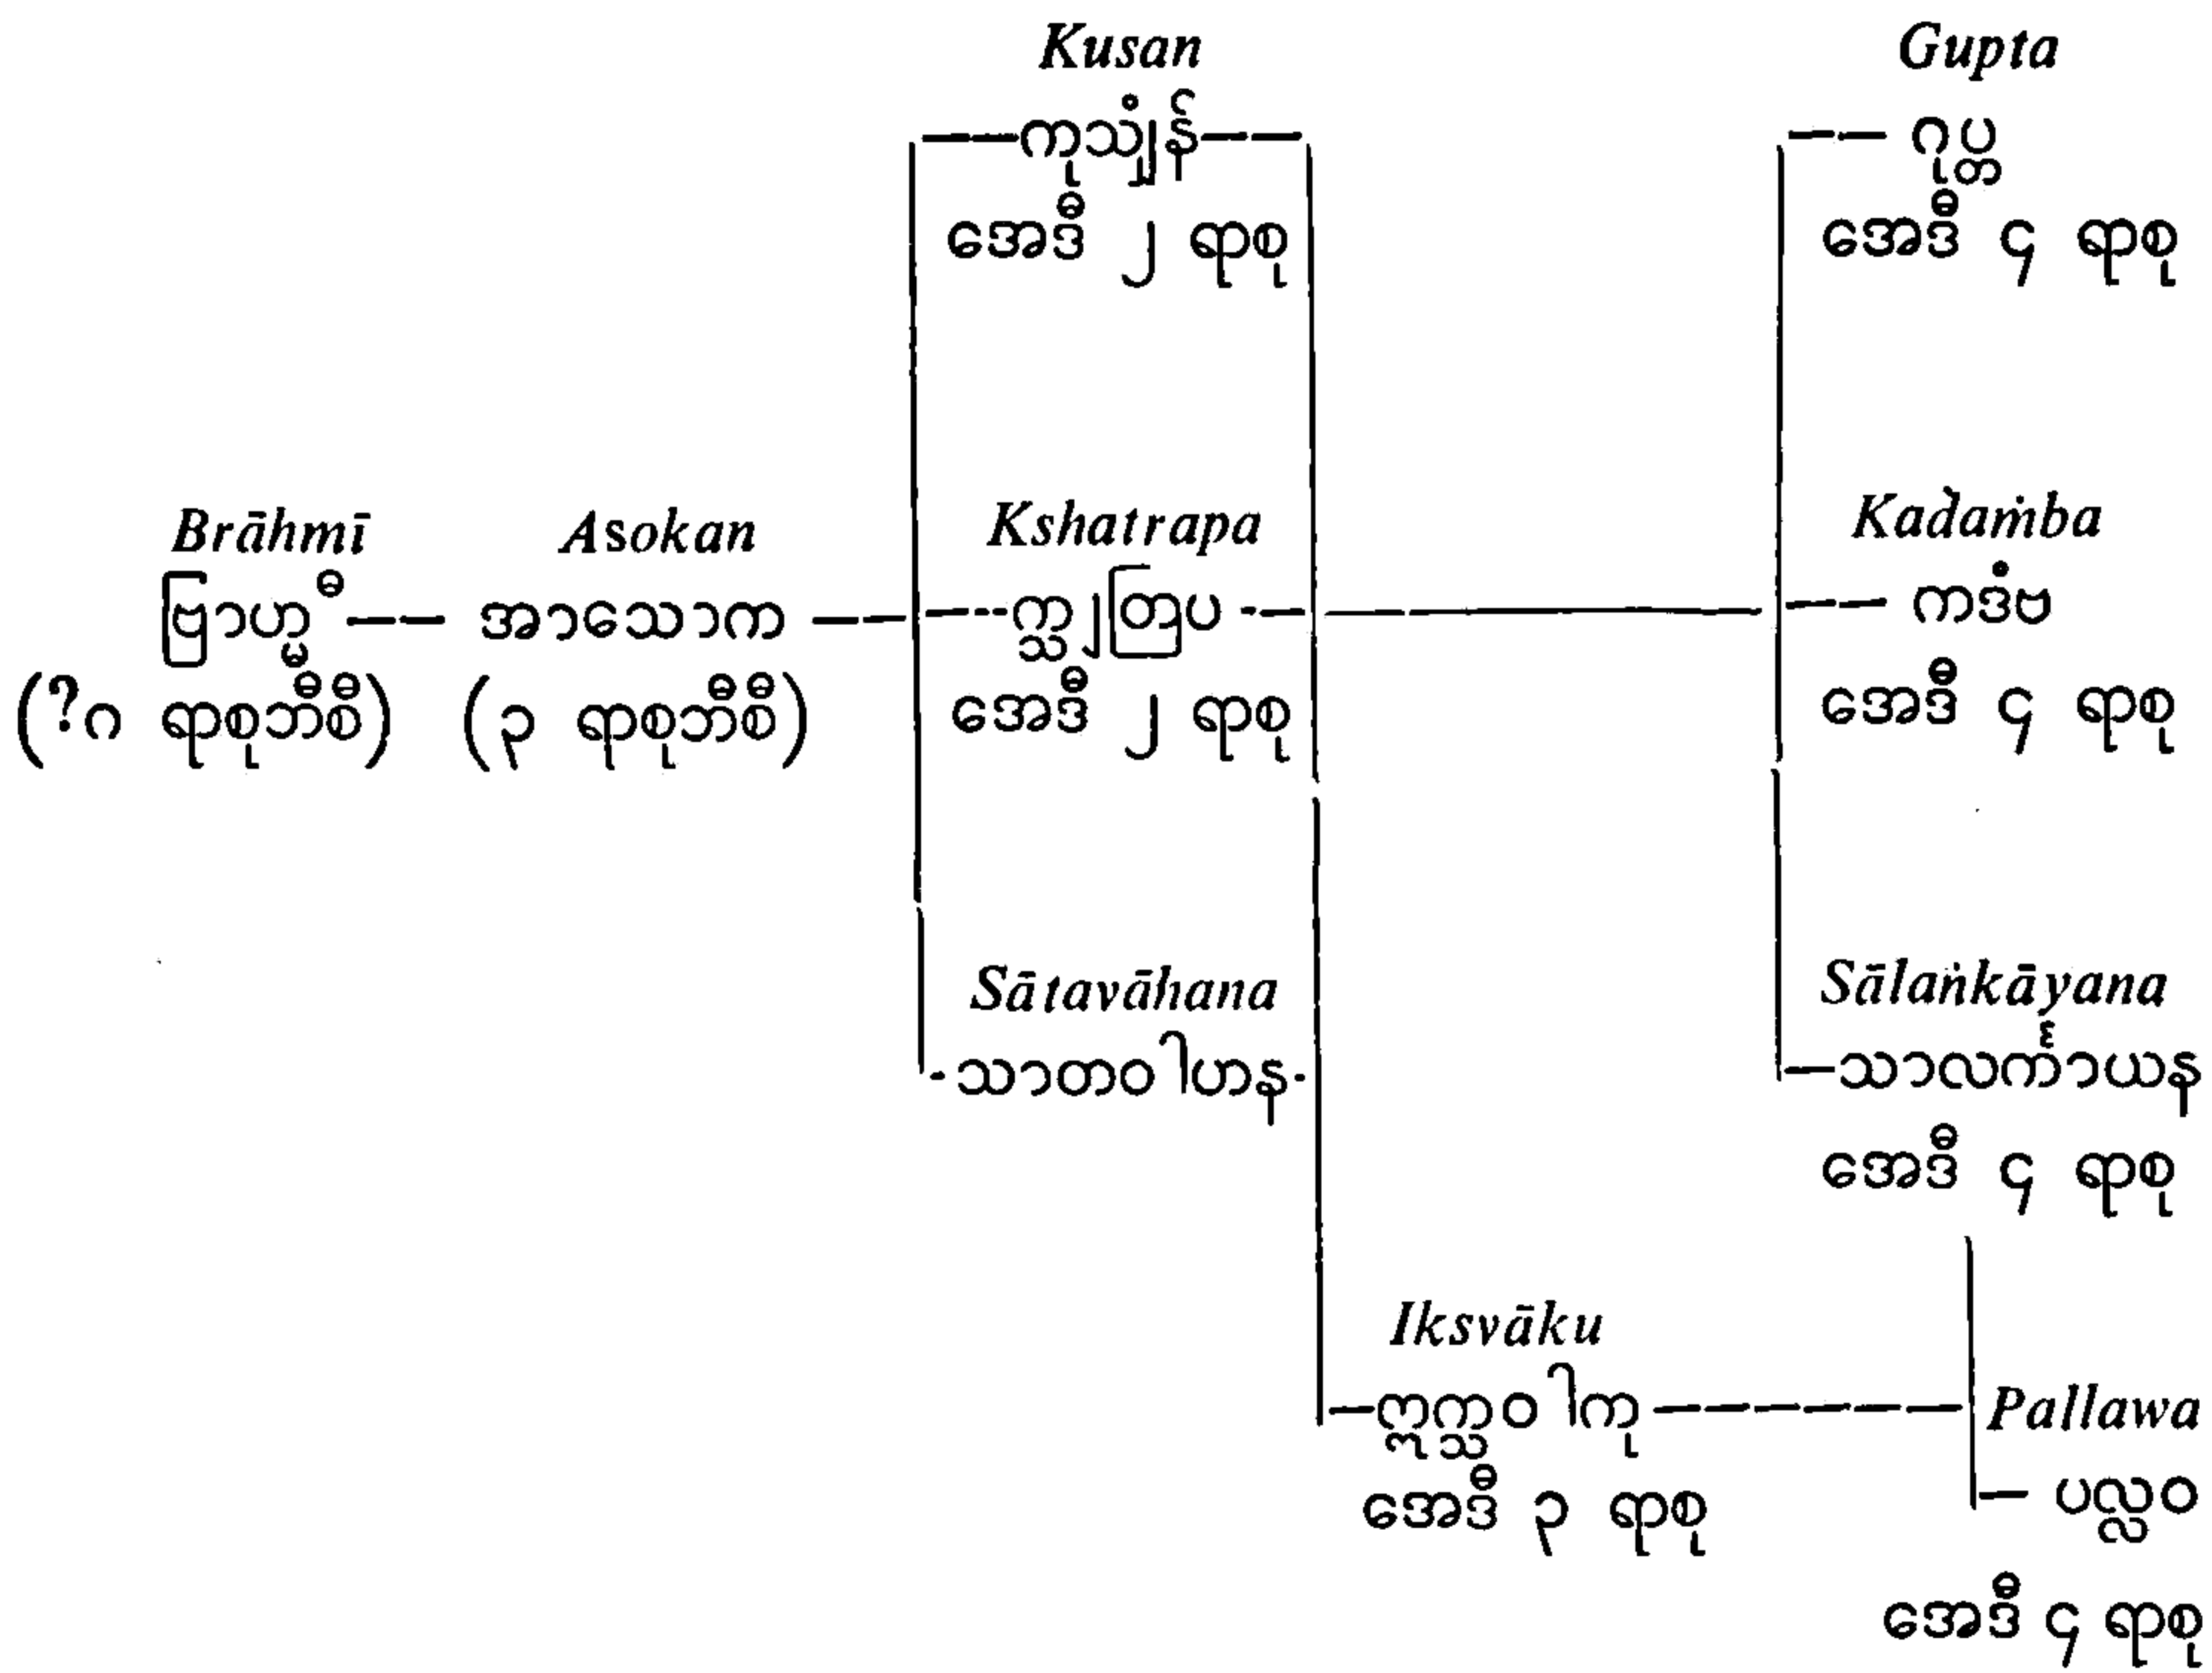 Kusan
ကုသျှံန်
အေဒီ ၂ ရာစု
Gupta
ဂုပ္တ
အေဒီ ၄ ရာစု
Brāhmī
ဗြာဟ္မီ
(?၈ ရာစုဘီစီ)
Asokan
အာသောက
(၃ ရာစုဘီစီ)
Kshatrapa
က္သျတြပ
အေဒီ ၂ ရာစု
Kadaṁba
ကဒံဗ
အေဒီ ၄ ရာစု
Sātavāhana
သာတဝါဟန
Sālaṅkāyana
သာလင်္ကာယန
အေဒီ ၄ ရာစု
Iksvāku
ဣက္သဝါကု
အေဒီ ၃ ရာစု
Pallawa
ပလ္လဝ
အေဒီ ၄ ရာစု